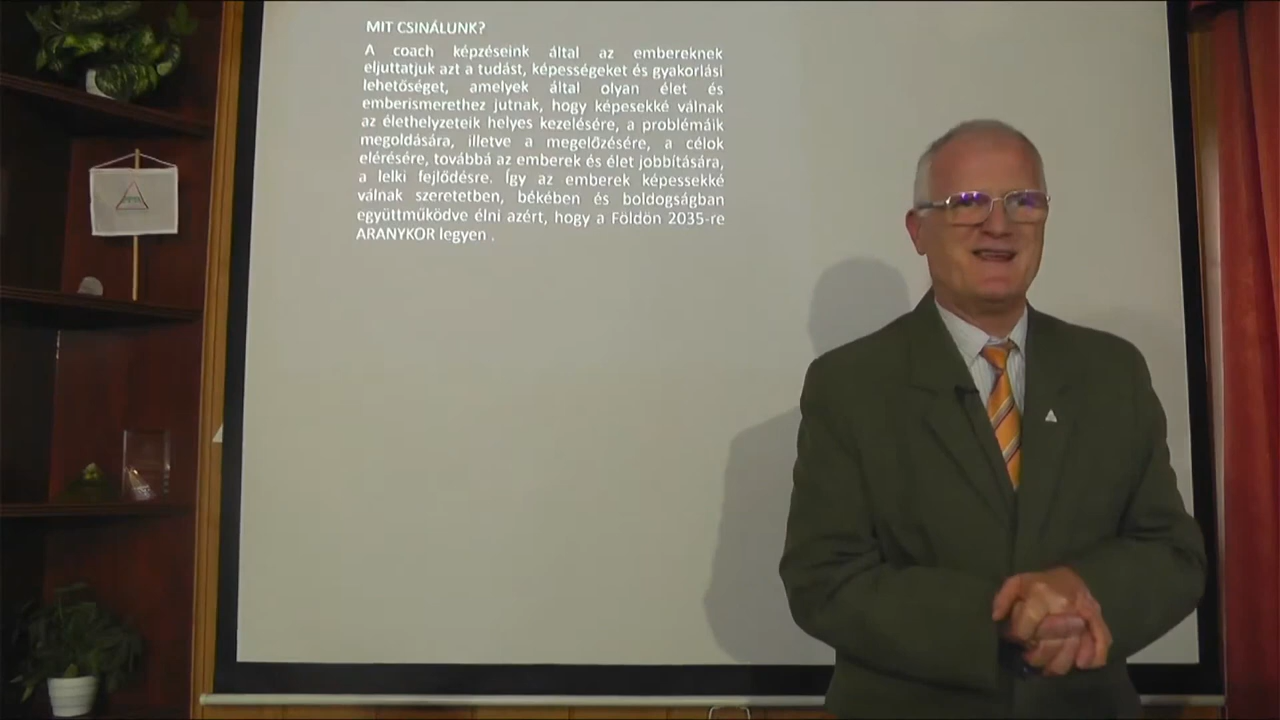 MIT CSINÁLUNK?
A coach képzéseink által az embereknek
eljuttatjuk azt a tudást, képességeket és gyakorlási
lehetőséget, amelyek által olyan élet és
emberismerethez jutnak, hogy képesekké válnak
az élethelyzeteik helyes kezelésére, a problémáik
megoldására, illetve a megelőzésére, a célok
elérésére, továbbá az emberek és élet jobbítására,
a lelki fejlődésre. Így az emberek képessekké
válnak szeretetben, békében és boldogságban
együttműködve élni azért, hogy a Földön 2035-re
ARANYKOR legyen .